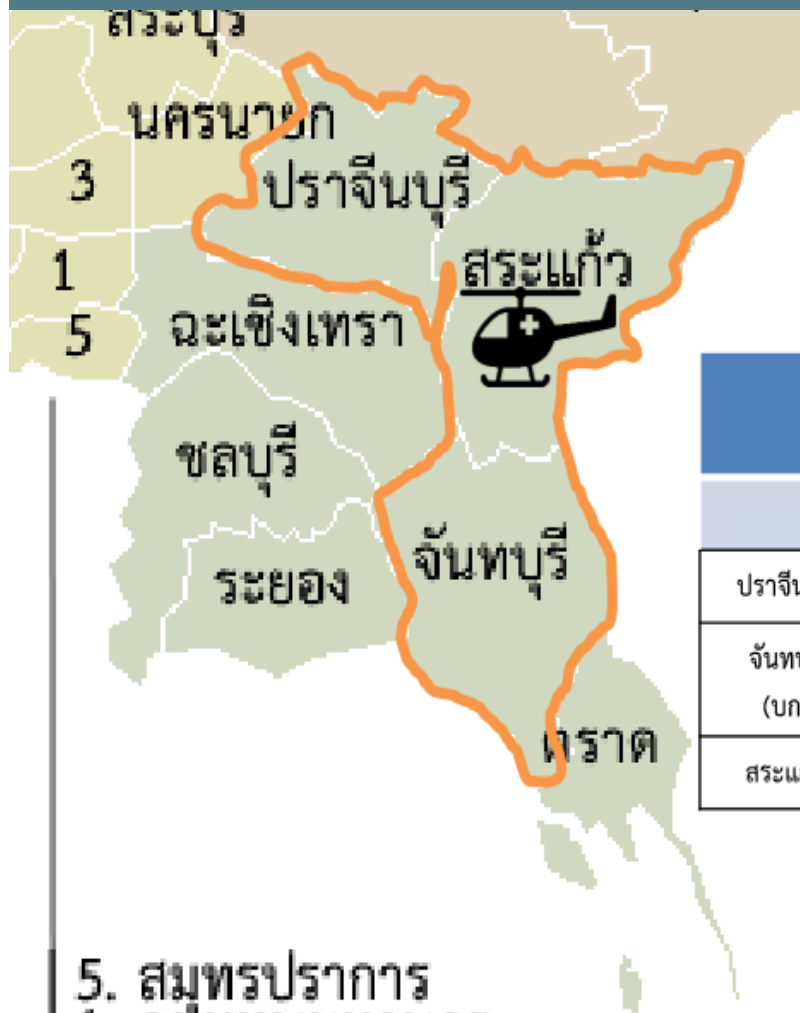 สระบุรี
นครนายก
ปราจีนบุรี
3
สระแก้ว
1
ฉะเชิงเทรา
5
ชลบุรี
จันทบุรี
ระยอง
ตราด
5. สมุทรปราการ